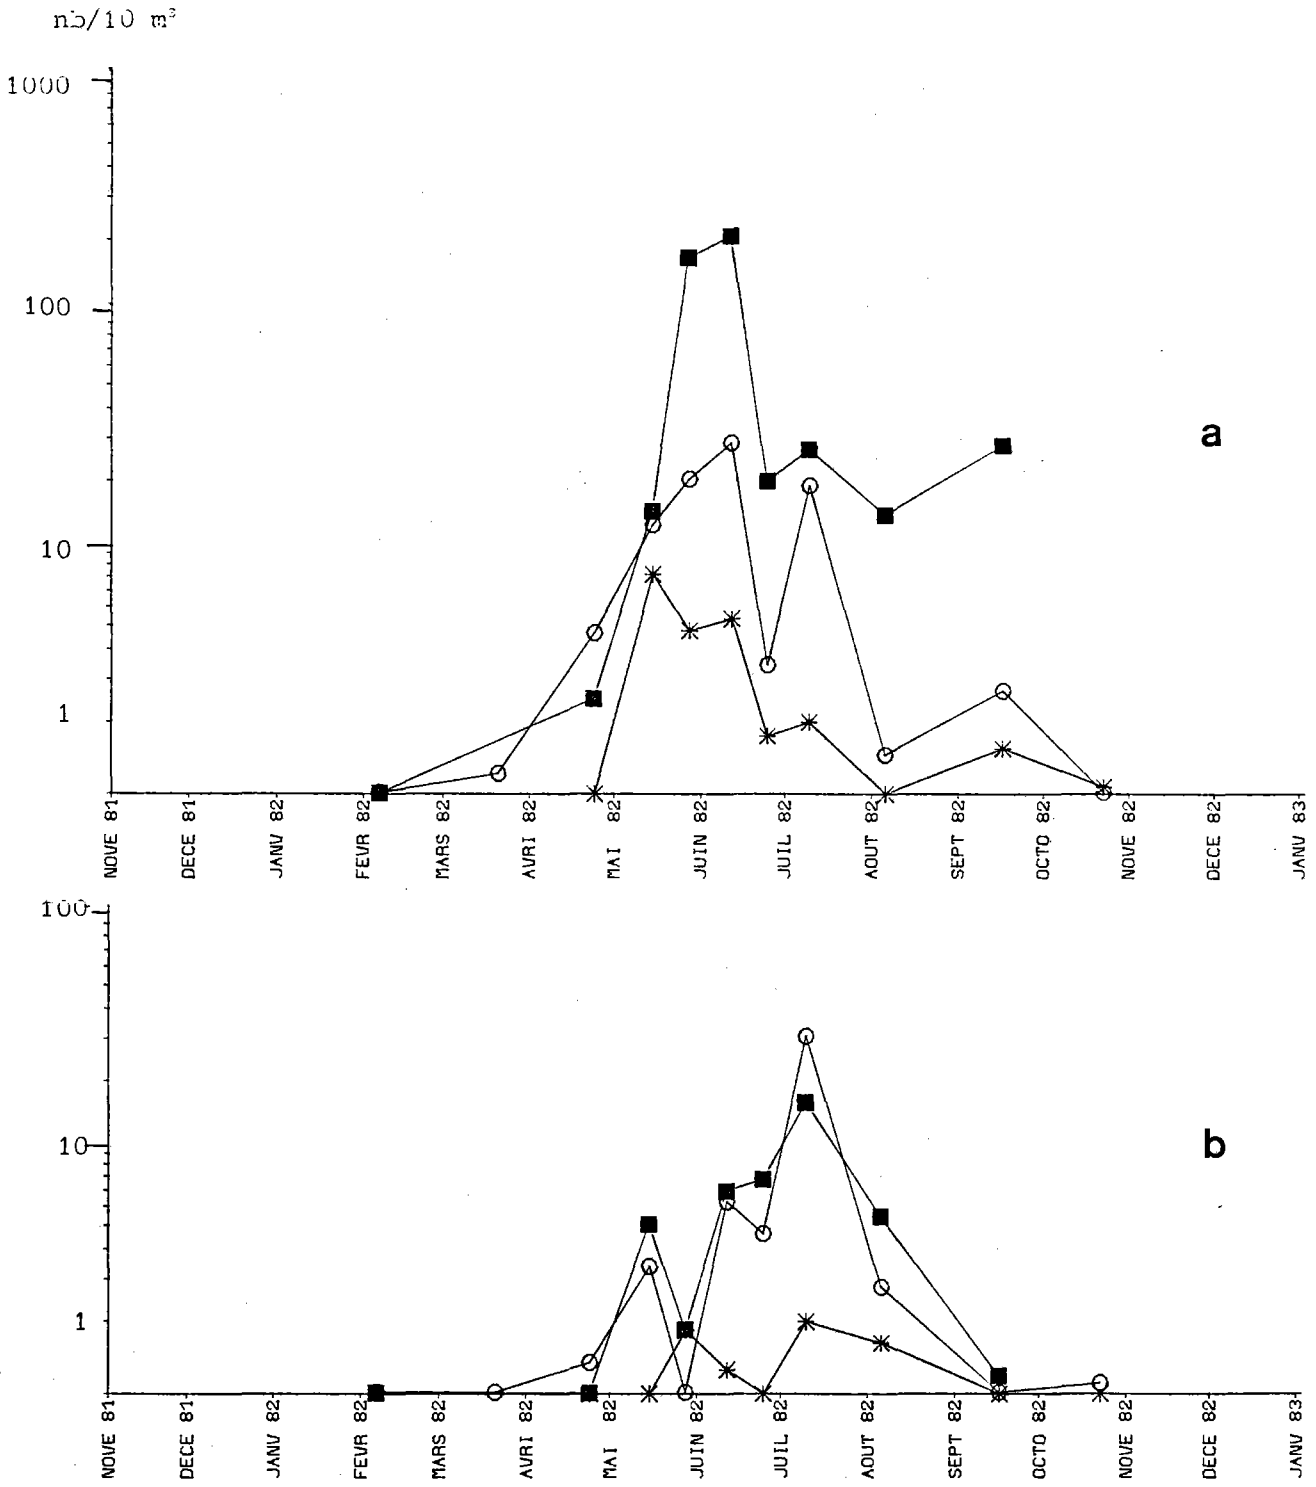 nb/10 m³
1000
100
10
1
a
NOVE 81
DECE 81
JANV 82
FEVR 82
MARS 82
AVRI 82
MAI 82
JUIN 82
JUIL 82
AOUT 82
SEPT 82
OCTO 82
NOVE 82
DECE 82
JANV 83
100
10
1
b
NOVE 81
DECE 81
JANV 82
FEVR 82
MARS 82
AVRI 82
MAI 82
JUIN 82
JUIL 82
AOUT 82
SEPT 82
OCTO 82
NOVE 82
DECE 82
JANV 83